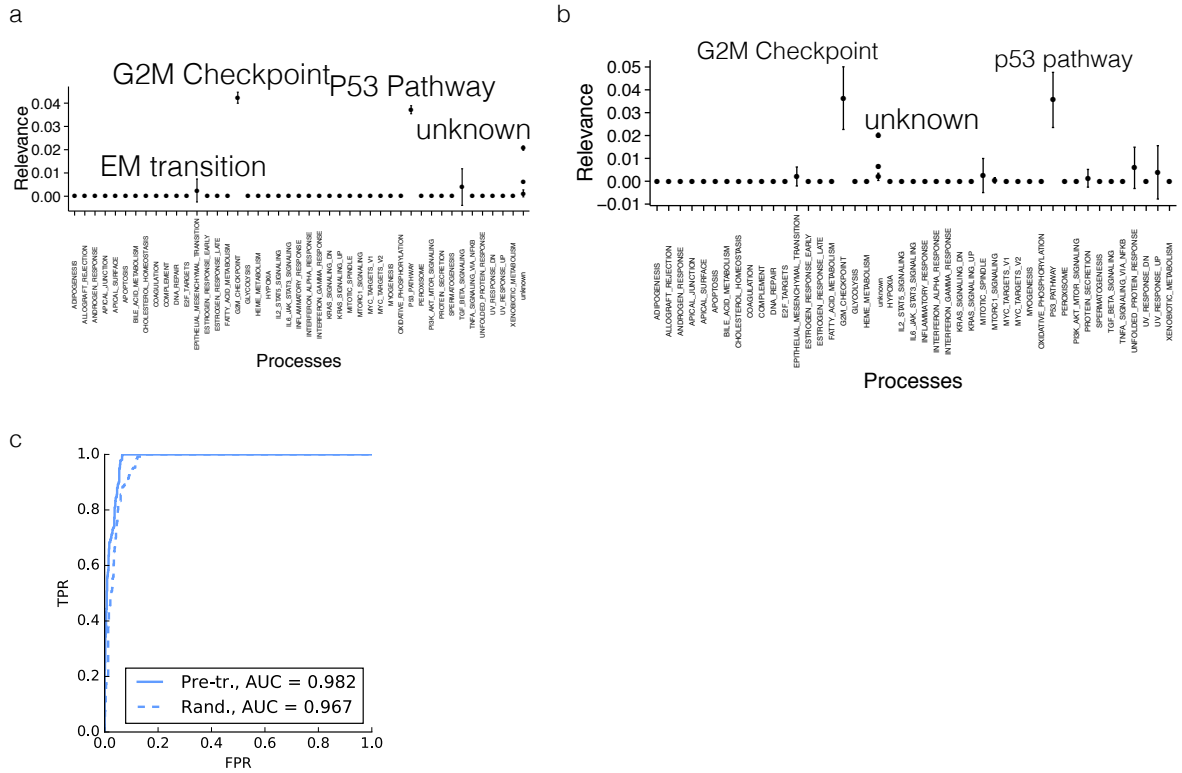 a
G2M Checkpoint
P53 Pathway
unknown
EM transition
Relevance
0.04
0.03
0.02
0.01
0.00
ADIPOGENESIS
ALLOGRAFT_REJECTION
ANDROGEN_RESPONSE
APICAL_JUNCTION
APICAL_SURFACE
APOPTOSIS
BILE_ACID_METABOLISM
CHOLESTEROL_HOMEOSTASIS
COAGULATION
COMPLEMENT
DNA_REPAIR
E2F_TARGETS
EPITHELIAL_MESENCHYMAL_TRANSITION
ESTROGEN_RESPONSE_EARLY
ESTROGEN_RESPONSE_LATE
FATTY_ACID_METABOLISM
G2M_CHECKPOINT
GLYCOLYSIS
HEME_METABOLISM
HYPOXIA
IL2_STAT5_SIGNALING
IL6_JAK_STAT3_SIGNALING
INFLAMMATORY_RESPONSE
INTERFERON_ALPHA_RESPONSE
INTERFERON_GAMMA_RESPONSE
KRAS_SIGNALING_DN
KRAS_SIGNALING_UP
MITOTIC_SPINDLE
MTORC1_SIGNALING
MYC_TARGETS_V1
MYC_TARGETS_V2
MYOGENESIS
OXIDATIVE_PHOSPHORYLATION
P53_PATHWAY
PEROXISOME
PI3K_AKT_MTOR_SIGNALING
PROTEIN_SECRETION
SPERMATOGENESIS
TGF_BETA_SIGNALING
TNFA_SIGNALING_VIA_NFKB
UNFOLDED_PROTEIN_RESPONSE
UV_RESPONSE_DN
UV_RESPONSE_UP
XENOBIOTIC_METABOLISM
unknown
Processes
b
G2M Checkpoint
p53 pathway
unknown
Relevance
0.05
0.04
0.03
0.02
0.01
0.00
−0.01
ADIPOGENESIS
ALLOGRAFT_REJECTION
ANDROGEN_RESPONSE
APICAL_JUNCTION
APICAL_SURFACE
APOPTOSIS
BILE_ACID_METABOLISM
CHOLESTEROL_HOMEOSTASIS
COAGULATION
COMPLEMENT
DNA_REPAIR
E2F_TARGETS
EPITHELIAL_MESENCHYMAL_TRANSITION
ESTROGEN_RESPONSE_EARLY
ESTROGEN_RESPONSE_LATE
FATTY_ACID_METABOLISM
G2M_CHECKPOINT
GLYCOLYSIS
HEME_METABOLISM
unknown
HYPOXIA
IL2_STAT5_SIGNALING
IL6_JAK_STAT3_SIGNALING
INFLAMMATORY_RESPONSE
INTERFERON_ALPHA_RESPONSE
INTERFERON_GAMMA_RESPONSE
KRAS_SIGNALING_DN
KRAS_SIGNALING_UP
MITOTIC_SPINDLE
MTORC1_SIGNALING
MYC_TARGETS_V1
MYC_TARGETS_V2
MYOGENESIS
OXIDATIVE_PHOSPHORYLATION
P53_PATHWAY
PEROXISOME
PI3K_AKT_MTOR_SIGNALING
PROTEIN_SECRETION
SPERMATOGENESIS
TGF_BETA_SIGNALING
TNFA_SIGNALING_VIA_NFKB
UNFOLDED_PROTEIN_RESPONSE
UV_RESPONSE_DN
UV_RESPONSE_UP
XENOBIOTIC_METABOLISM
Processes
c
TPR
1.0
0.8
0.6
0.4
0.2
0.0
Pre-tr., AUC = 0.982
Rand., AUC = 0.967
0.0 0.2 0.4 0.6 0.8 1.0
FPR